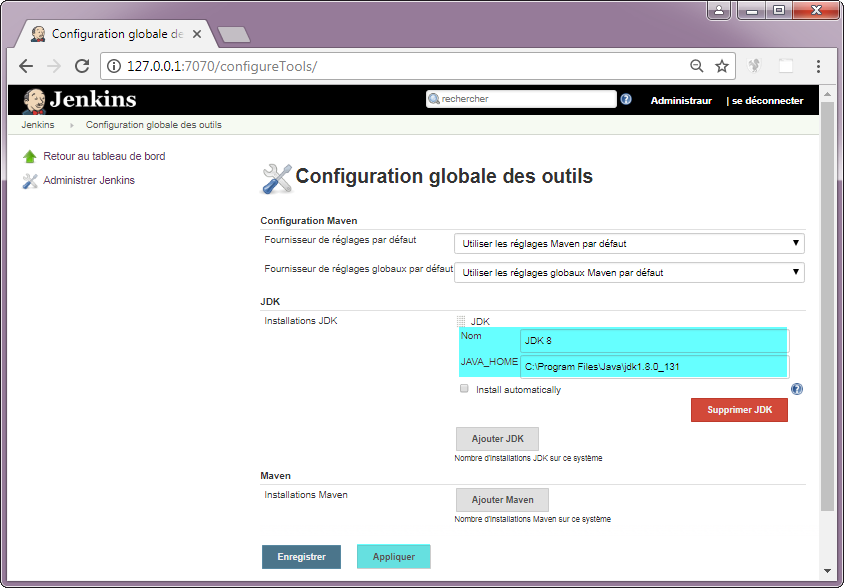 Configuration globale de
127.0.0.1:7070/configureTools/
Jenkins
rechercher
Administraur
| se déconnecter
Jenkins
Configuration globale des outils
Retour au tableau de bord
Administrer Jenkins
Configuration globale des outils
Configuration Maven
Fournisseur de réglages par défaut
Utiliser les réglages Maven par défaut
Fournisseur de réglages globaux par défaut
Utiliser les réglages globaux Maven par défaut
JDK
Installations JDK
JDK
Nom
JDK 8
JAVA_HOME
C:\Program Files\Java\jdk1.8.0_131
Install automatically
Supprimer JDK
Ajouter JDK
Nombre d'installations JDK sur ce système
Maven
Installations Maven
Ajouter Maven
Nombre d'installations Maven sur ce système
Enregistrer
Appliquer